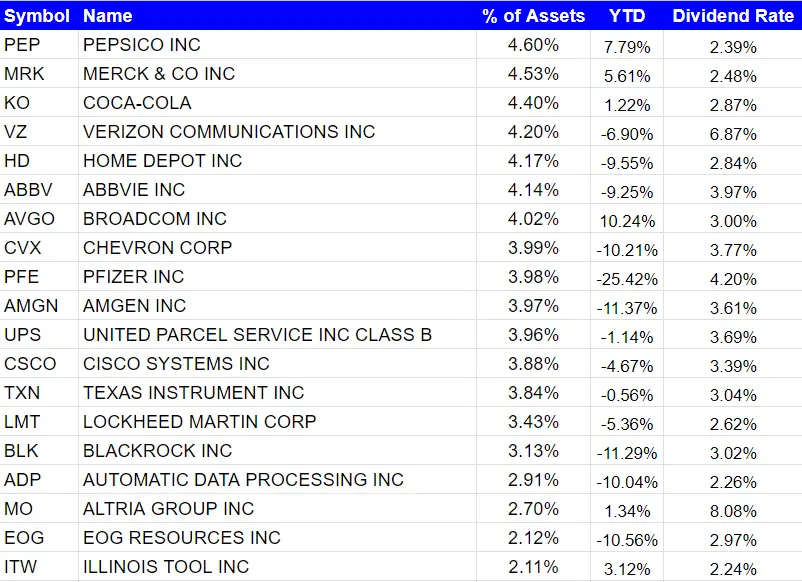 Symbol Name % of Assets YTD Dividend Rate
PEP PEPSICO INC 4.60% 7.79% 2.39%
MRK MERCK & CO INC 4.53% 5.61% 2.48%
KO COCA-COLA 4.40% 1.22% 2.87%
VZ VERIZON COMMUNICATIONS INC 4.20% -6.90% 6.87%
HD HOME DEPOT INC 4.17% -9.55% 2.84%
ABBV ABBVIE INC 4.14% -9.25% 3.97%
AVGO BROADCOM INC 4.02% 10.24% 3.00%
CVX CHEVRON CORP 3.99% -10.21% 3.77%
PFE PFIZER INC 3.98% -25.42% 4.20%
AMGN AMGEN INC 3.97% -11.37% 3.61%
UPS UNITED PARCEL SERVICE INC CLASS B 3.96% -1.14% 3.69%
CSCO CISCO SYSTEMS INC 3.88% -4.67% 3.39%
TXN TEXAS INSTRUMENT INC 3.84% -0.56% 3.04%
LMT LOCKHEED MARTIN CORP 3.43% -5.36% 2.62%
BLK BLACKROCK INC 3.13% -11.29% 3.02%
ADP AUTOMATIC DATA PROCESSING INC 2.91% -10.04% 2.26%
MO ALTRIA GROUP INC 2.70% 1.34% 8.08%
EOG EOG RESOURCES INC 2.12% -10.56% 2.97%
ITW ILLINOIS TOOL INC 2.11% 3.12% 2.24%